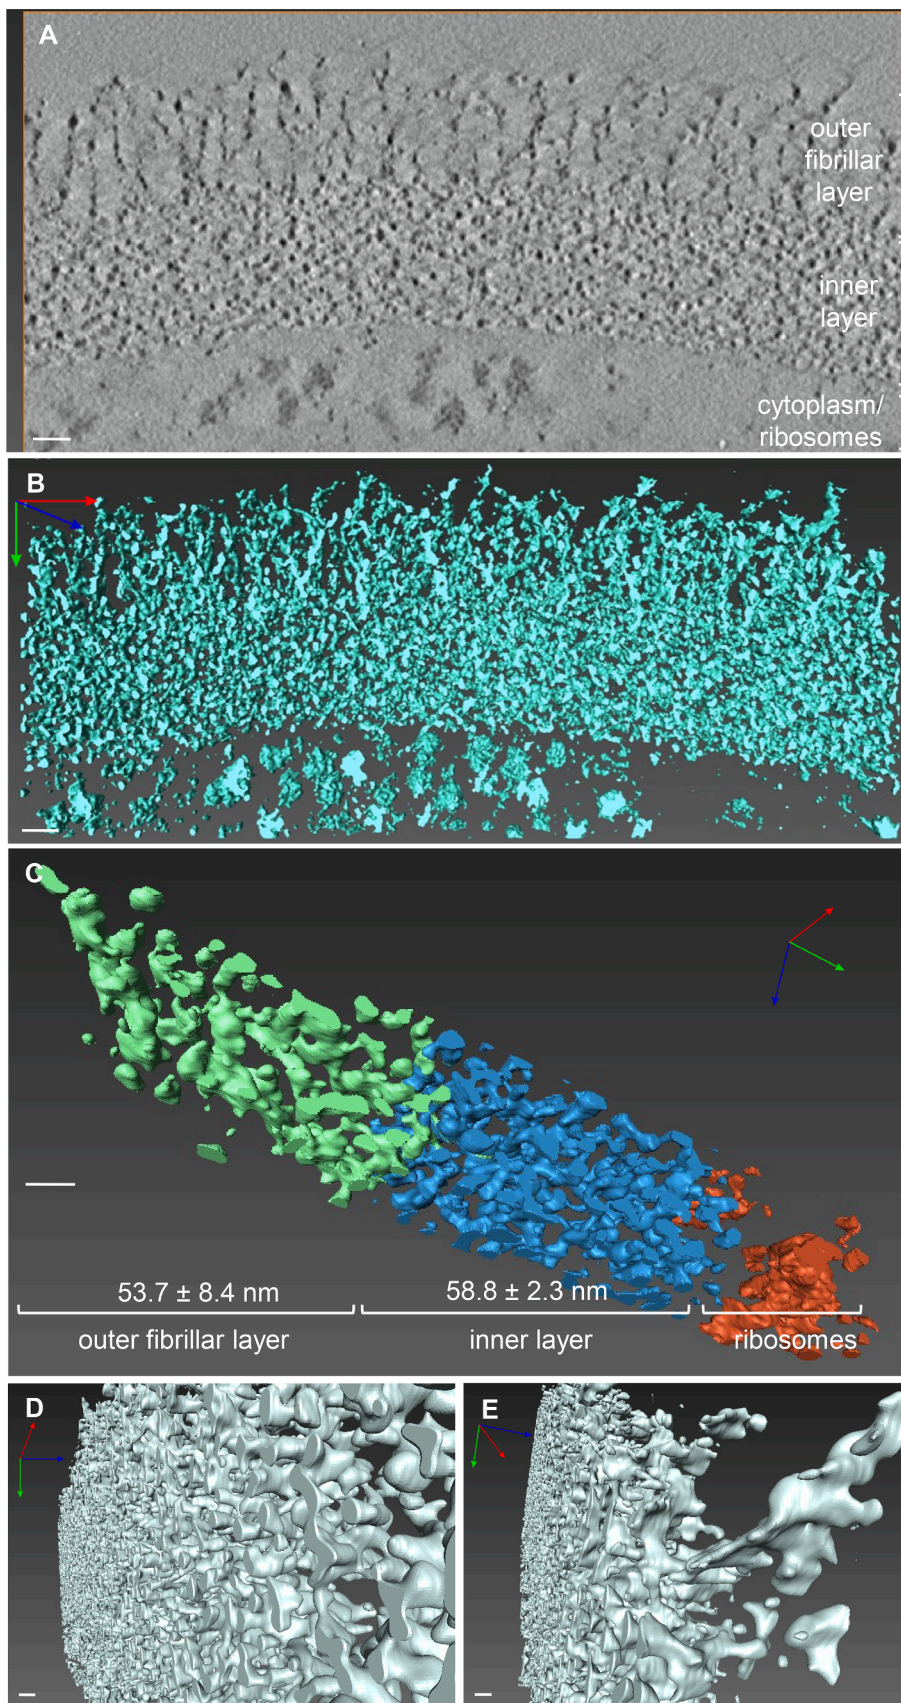 A
outer
fibrillar
layer
inner
layer
cytoplasm/
ribosomes
B
C
53.7 ± 8.4 nm
58.8 ± 2.3 nm
outer fibrillar layer
inner layer
ribosomes
D
E